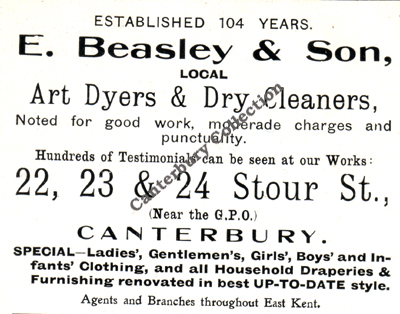 ESTABLISHED 104 YEARS.
E. Beasley & Son,
LOCAL
Art Dyers & Dry Cleaners,
Noted for good work, moderade charges and
punctuality.
Hundreds of Testimonials can be seen at our Works:
22, 23 & 24 Stour St.,
(Near the G.P.O.)
CANTERBURY.
SPECIAL—Ladies', Gentlemen's, Girls', Boys' and In-
fants' Clothing, and all Household Draperies &
Furnishing renovated in best UP-TO-DATE style.
Agents and Branches throughout East Kent.
Canterbury Collection